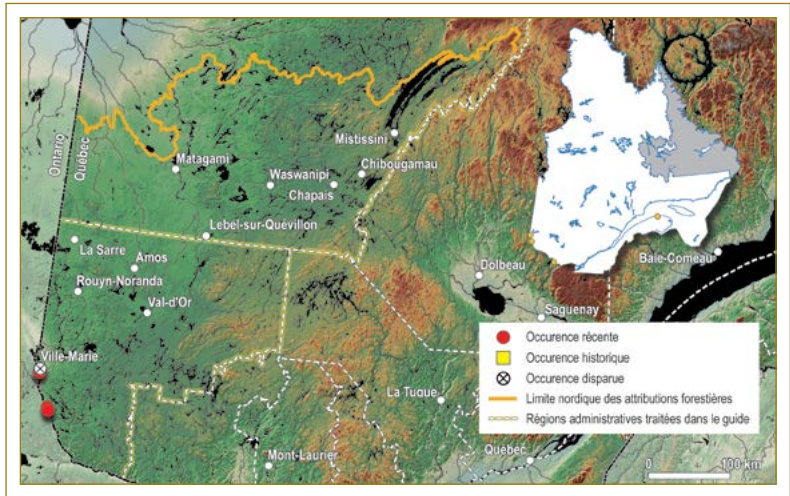 Ontario
Québec
Matagami
Mistissini
Waswanipi
Chibougamau
Chapais
Lebel-sur-Quévillon
La Sarre
Amos
Rouyn-Noranda
Val-d'Or
Ville-Marie
Dolbeau
Baie-Comeau
Saguenay
La Tuque
Mont-Laurier
Québec
Occurence récente
Occurence historique
Occurence disparue
Limite nordique des attributions forestières
Régions administratives traitées dans le guide
0 100 km